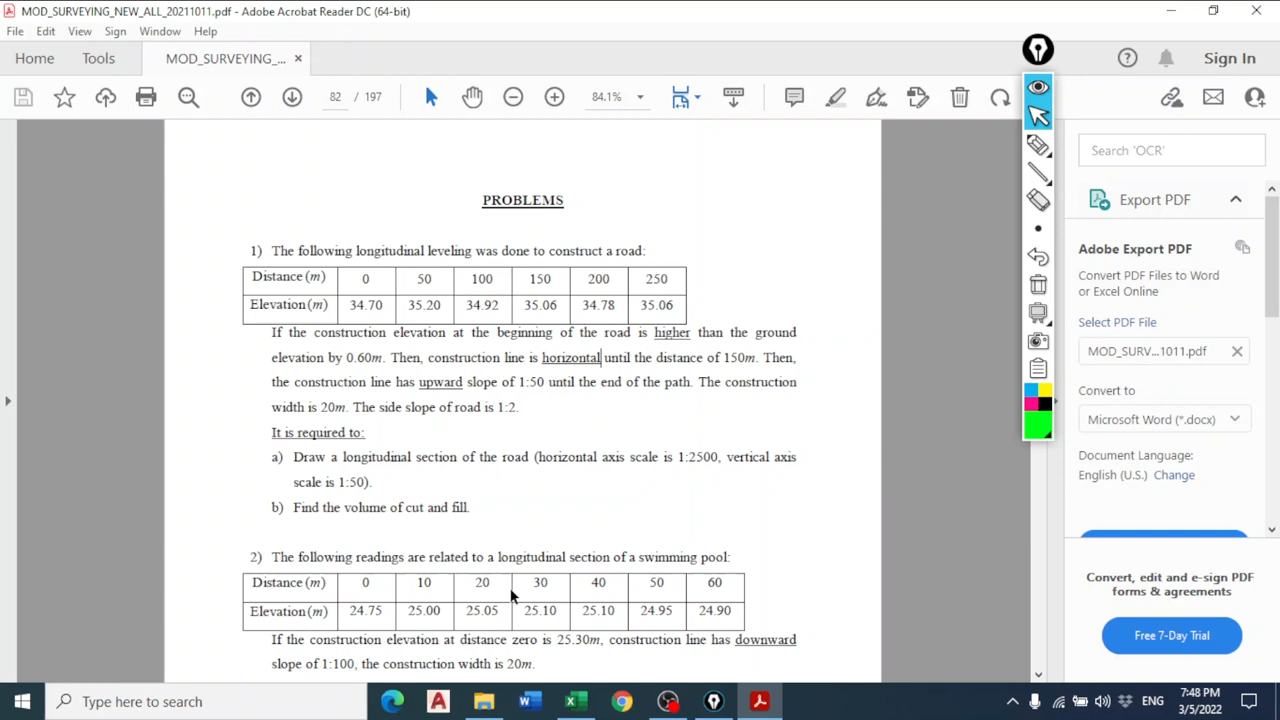 MOD_SURVEYING_NEW_ALL_20211011.pdf - Adobe Acrobat Reader DC (64-bit)
File Edit View Sign Window Help
Home Tools MOD_SURVEYING_... × ? Sign In
82 / 197 84.1%
PROBLEMS
1) The following longitudinal leveling was done to construct a road:
Distance (m) 0 50 100 150 200 250
Elevation (m) 34.70 35.20 34.92 35.06 34.78 35.06
If the construction elevation at the beginning of the road is higher than the ground
elevation by 0.60m. Then, construction line is horizontal until the distance of 150m. Then,
the construction line has upward slope of 1:50 until the end of the path. The construction
width is 20m. The side slope of road is 1:2.
It is required to:
a) Draw a longitudinal section of the road (horizontal axis scale is 1:2500, vertical axis
scale is 1:50).
b) Find the volume of cut and fill.
2) The following readings are related to a longitudinal section of a swimming pool:
Distance (m) 0 10 20 30 40 50 60
Elevation (m) 24.75 25.00 25.05 25.10 25.10 24.95 24.90
If the construction elevation at distance zero is 25.30m, construction line has downward
slope of 1:100, the construction width is 20m.
Search 'OCR'
Export PDF
Adobe Export PDF
Convert PDF Files to Word
or Excel Online
Select PDF File
MOD_SURV...1011.pdf
Convert to
Microsoft Word (*.docx)
Document Language:
English (U.S.) Change
Convert, edit and e-sign PDF
forms & agreements
Free 7-Day Trial
Type here to search
ENG
7:48 PM
3/5/2022